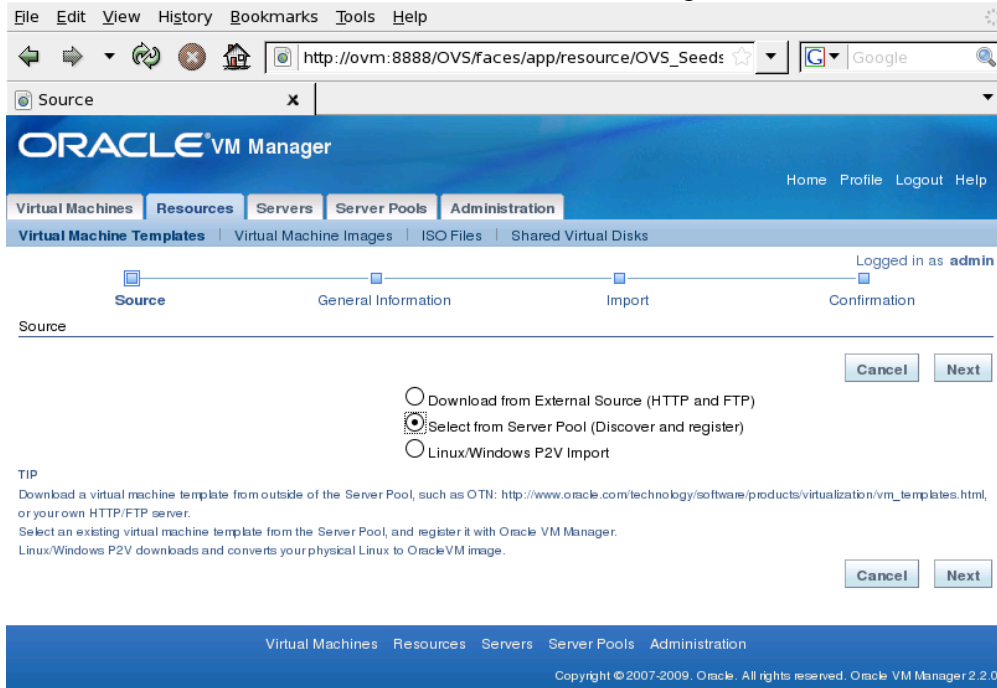 File Edit View History Bookmarks Tools Help
http://ovm:8888/OVS/faces/app/resource/OVS_Seeds
G Google
Source x
ORACLE® VM Manager
Home Profile Logout Help
Virtual Machines Resources Servers Server Pools Administration
Virtual Machine Templates | Virtual Machine Images | ISO Files | Shared Virtual Disks
Logged in as admin
Source General Information Import Confirmation
Source
Cancel Next
Download from External Source (HTTP and FTP)
Select from Server Pool (Discover and register)
Linux/Windows P2V Import
TIP
Download a virtual machine template from outside of the Server Pool, such as OTN: http://www.oracle.com/technology/software/products/virtualization/vm_templates.html,
or your own HTTP/FTP server.
Select an existing virtual machine template from the Server Pool, and register it with Oracle VM Manager.
Linux/Windows P2V downloads and converts your physical Linux to OracleVM image.
Cancel Next
Virtual Machines Resources Servers Server Pools Administration
Copyright © 2007-2009. Oracle. All rights reserved. Oracle VM Manager 2.2.0